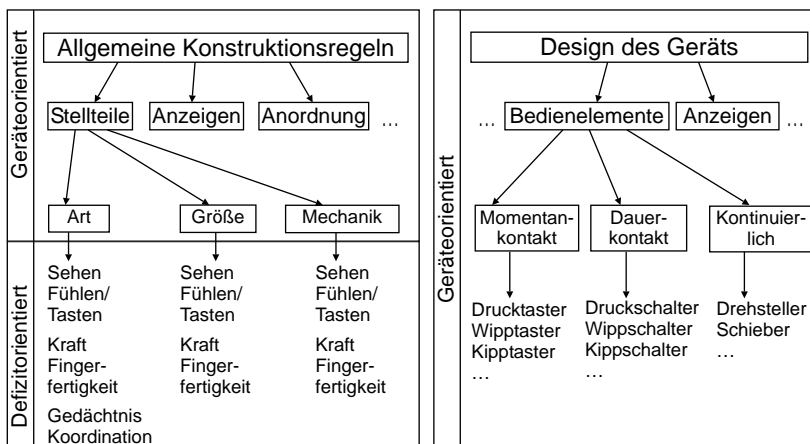 Geräteorientiert
Allgemeine Konstruktionsregeln
Stellteile
Anzeigen
Anordnung
…
Art
Größe
Mechanik
Defizitorientiert
Sehen
Fühlen/
Tasten
Kraft
Finger-
fertigkeit
Gedächtnis
Koordination
Sehen
Fühlen/
Tasten
Kraft
Finger-
fertigkeit
Sehen
Fühlen/
Tasten
Kraft
Finger-
fertigkeit
Geräteorientiert
Design des Geräts
…
Bedienelemente
Anzeigen
…
Momentan-
kontakt
Dauer-
kontakt
Kontinuier-
lich
Drucktaster
Wipptaster
Kipptaster
…
Druckschalter
Wippschalter
Kippschalter
…
Drehsteller
Schieber
…